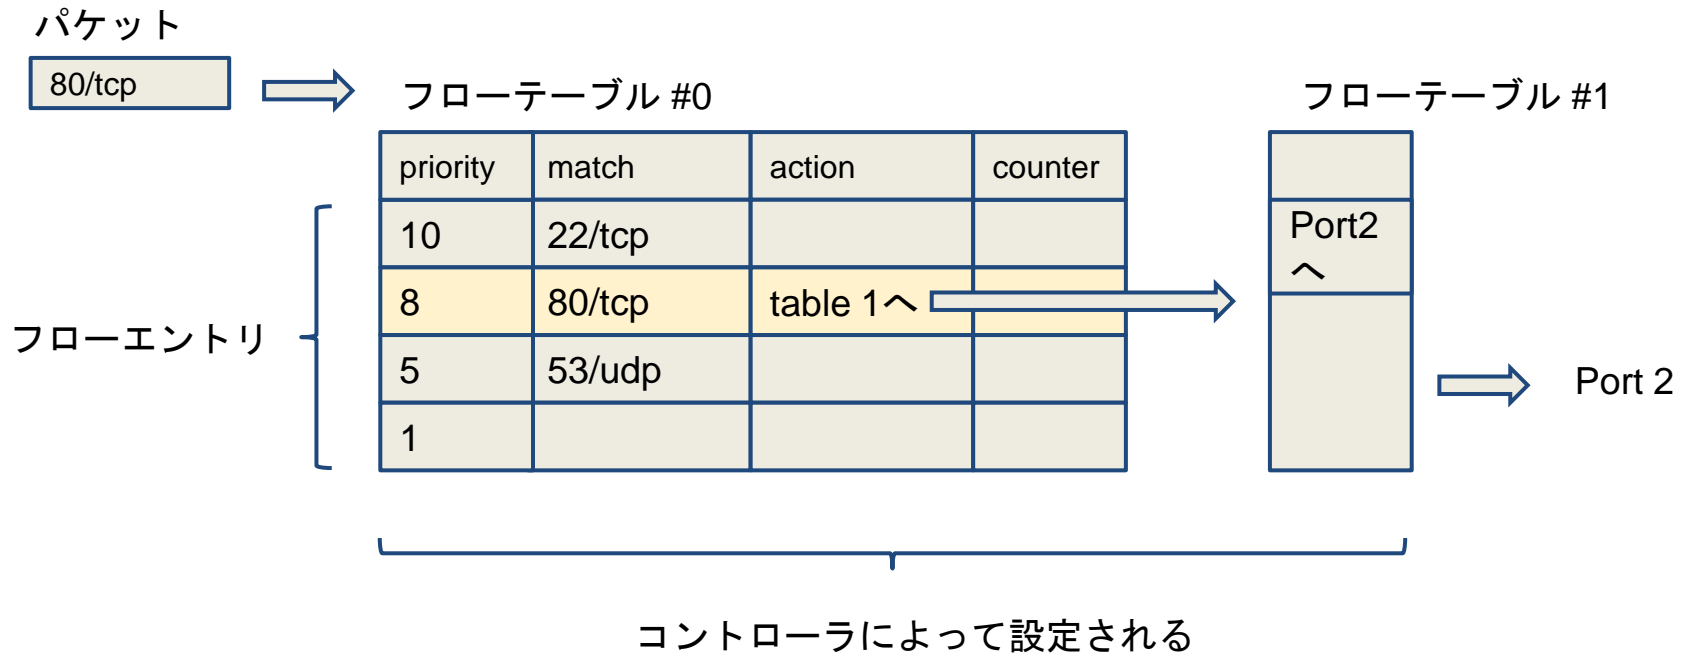 パケット
80/tcp
フローテーブル #0
フローテーブル #1
priority match action counter
10 22/tcp
Port2
へ
8 80/tcp table 1へ
フローエントリ
5 53/udp
Port 2
1
コントローラによって設定される